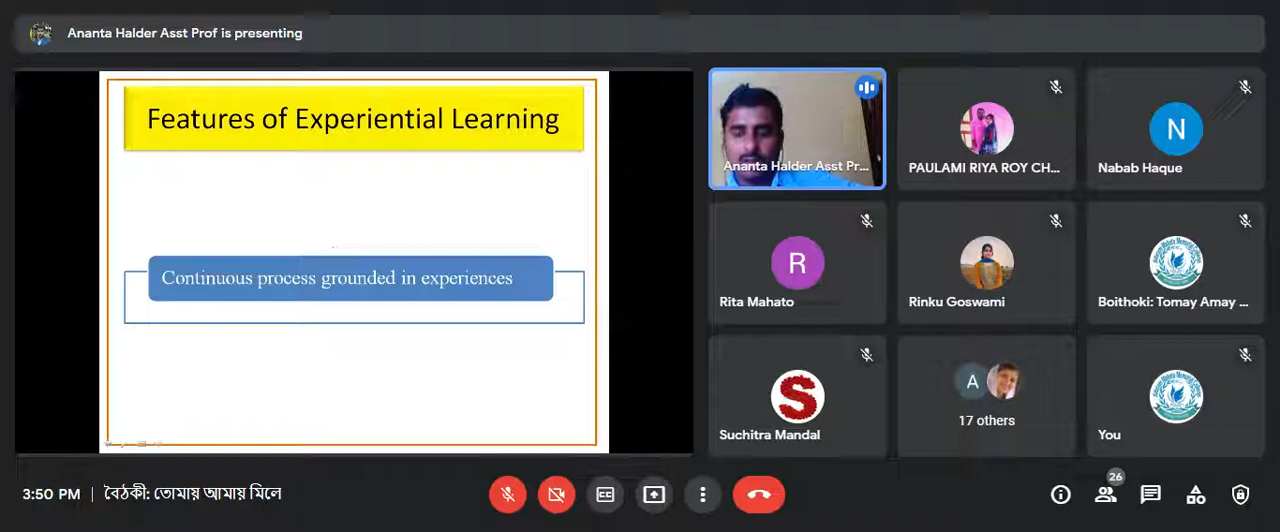 Ananta Halder Asst Prof is presenting
Features of Experiential Learning
Continuous process grounded in experiences
Ananta Halder Asst Pr...
PAULAMI RIYA ROY CH...
N
Nabab Haque
R
Rita Mahato
Rinku Goswami
Boithoki: Tomay Amay ...
S
Suchitra Mandal
A
17 others
You
3:50 PM | বৈঠকী: তোমায় আমায় মিলে
CC
26